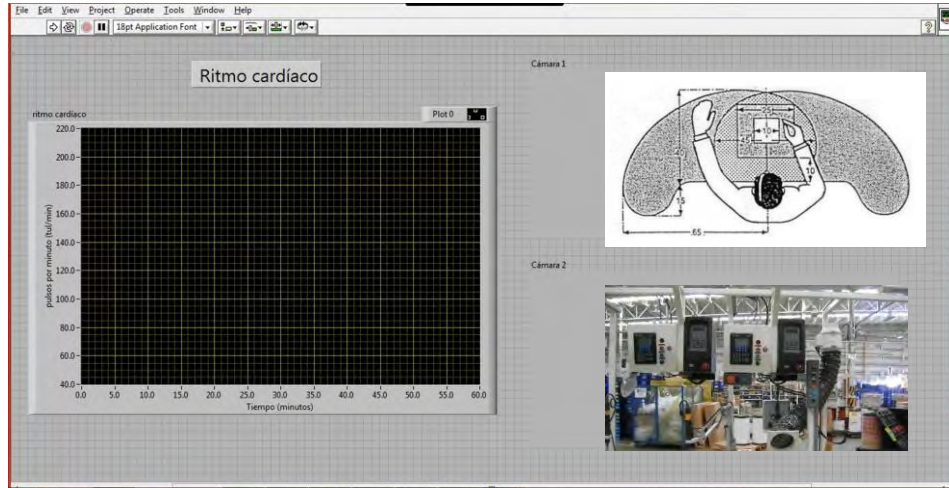 File Edit View Project Operate Tools Window Help
18pt Application Font
Ritmo cardíaco
ritmo cardíaco
Plot 0
pulsos por minuto (tul/min)
220.0
200.0
180.0
160.0
140.0
120.0
100.0
80.0
60.0
40.0
0.0 5.0 10.0 15.0 20.0 25.0 30.0 35.0 40.0 45.0 50.0 55.0 60.0
Tiempo (minutos)
Cámara 1
25
10
45
10
15
.65
Cámara 2